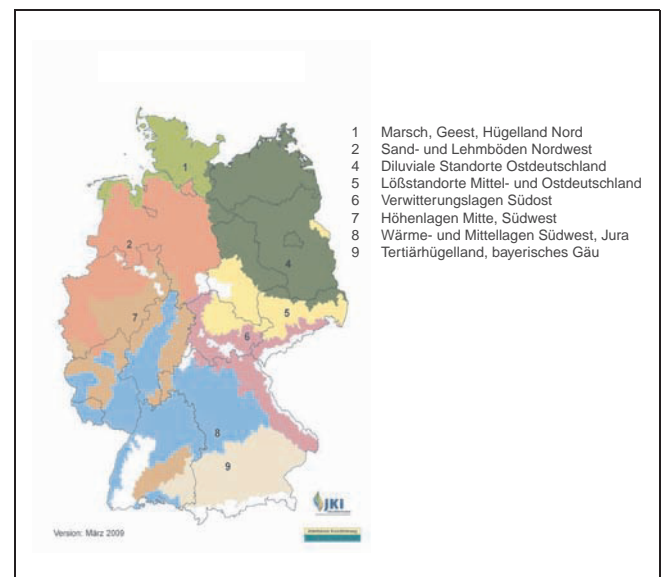 1 Marsch, Geest, Hügelland Nord
2 Sand- und Lehmböden Nordwest
4 Diluviale Standorte Ostdeutschland
5 Lößstandorte Mittel- und Ostdeutschland
6 Verwitterungslagen Südost
7 Höhenlagen Mitte, Südwest
8 Wärme- und Mittellagen Südwest, Jura
9 Tertiärhügelland, bayerisches Gäu
1
2
4
5
7
6
8
9
JKI
Version: März 2009